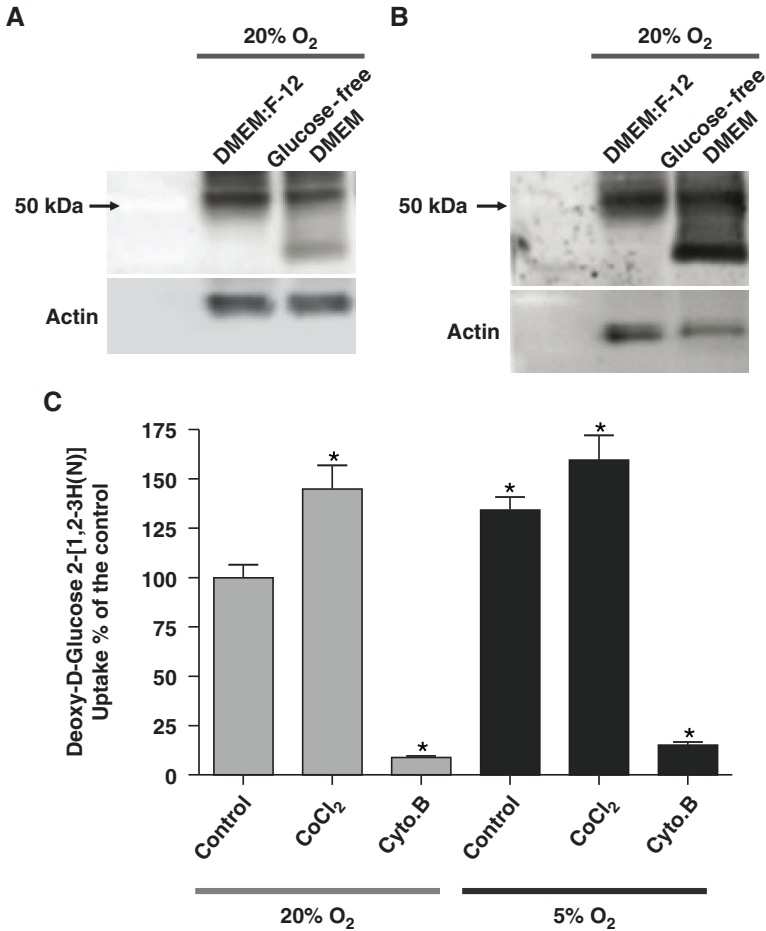 A
20% O₂
DMEM:F-12
Glucose-free
DMEM
50 kDa
Actin
B
20% O₂
DMEM:F-12
Glucose-free
DMEM
50 kDa
Actin
C
Deoxy-D-Glucose 2-[1,2-3H(N)]
Uptake % of the control
175
150
125
100
75
50
25
0
*
*
*
*
*
Control
CoCl₂
Cyto.B
Control
CoCl₂
Cyto.B
20% O₂
5% O₂